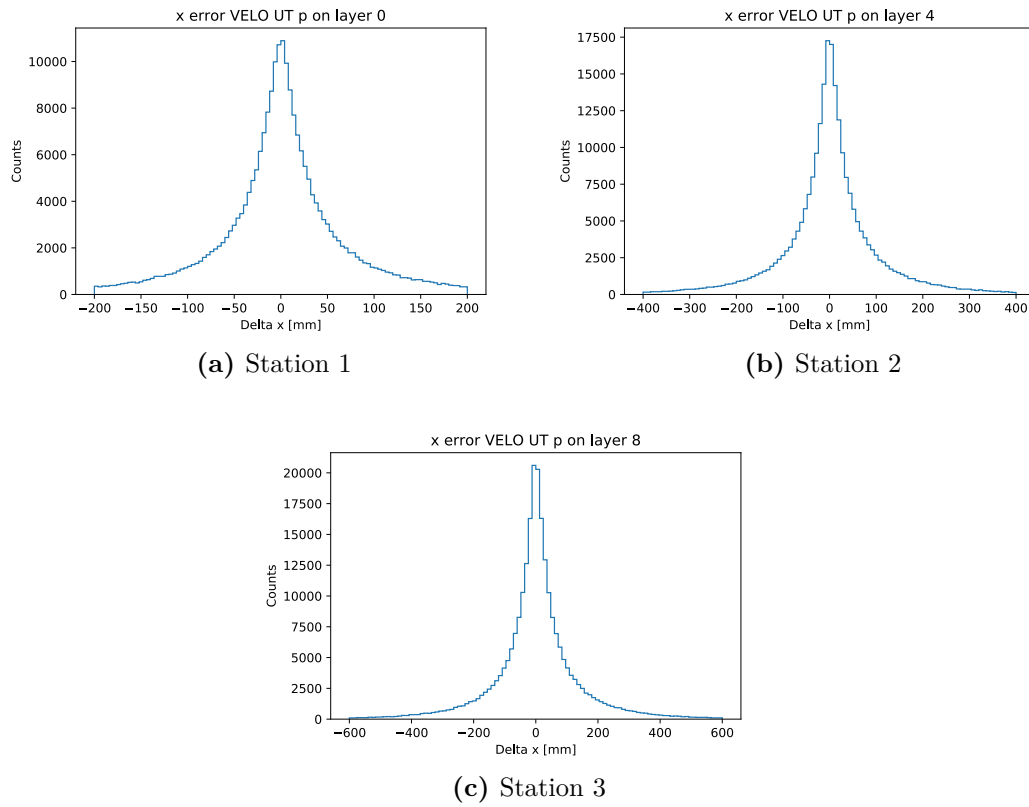 x error VELO UT p on layer 0
10000
8000
6000
4000
2000
0
Counts
−200 −150 −100 −50 0 50 100 150 200
Delta x [mm]
(a) Station 1
x error VELO UT p on layer 4
17500
15000
12500
10000
7500
5000
2500
0
Counts
−400 −300 −200 −100 0 100 200 300 400
Delta x [mm]
(b) Station 2
x error VELO UT p on layer 8
20000
17500
15000
12500
10000
7500
5000
2500
0
Counts
−600 −400 −200 0 200 400 600
Delta x [mm]
(c) Station 3